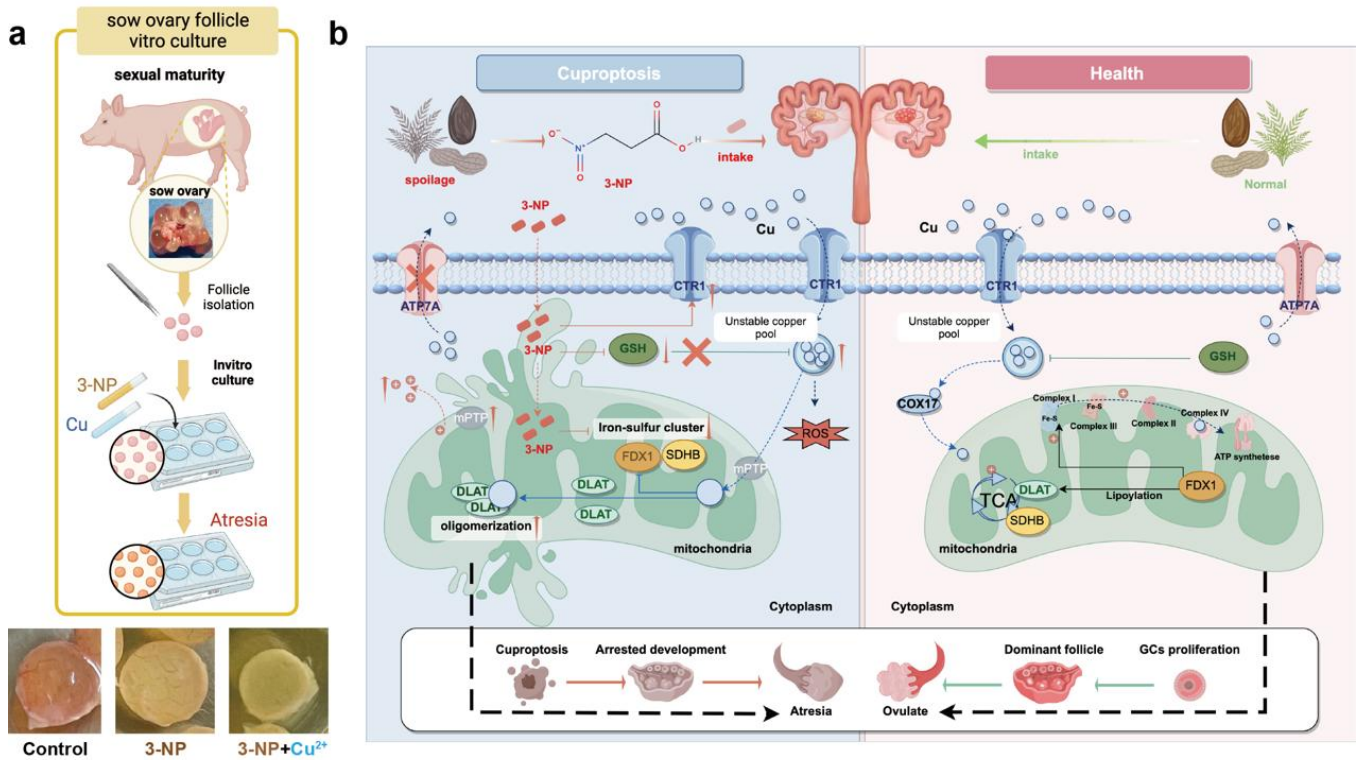 a
sow ovary follicle
vitro culture
sexual maturity
sow ovary
Follicle
isolation
Invitro
culture
3-NP
Cu
Atresia
Control
3-NP
3-NP+Cu²⁺
b
Cuproptosis
Health
spoilage
O⁻
N⁺
O
O
O
H
3-NP
intake
intake
Normal
3-NP
Cu
Cu
ATP7A
CTR1
CTR1
CTR1
ATP7A
Unstable copper
pool
Unstable copper
pool
3-NP
GSH
GSH
mPTP
3-NP
Iron-sulfur cluster
FDX1
SDHB
ROS
mPTP
DLAT
DLAT
DLAT
DLAT
oligomerization
mitochondria
COX17
Complex I
Fe-S
Fe-S
Complex III
Complex II
Complex IV
ATP synthetese
TCA
DLAT
SDHB
Lipoylation
FDX1
mitochondria
Cytoplasm
Cytoplasm
Cuproptosis
Arrested development
Atresia
Ovulate
Dominant follicle
GCs proliferation